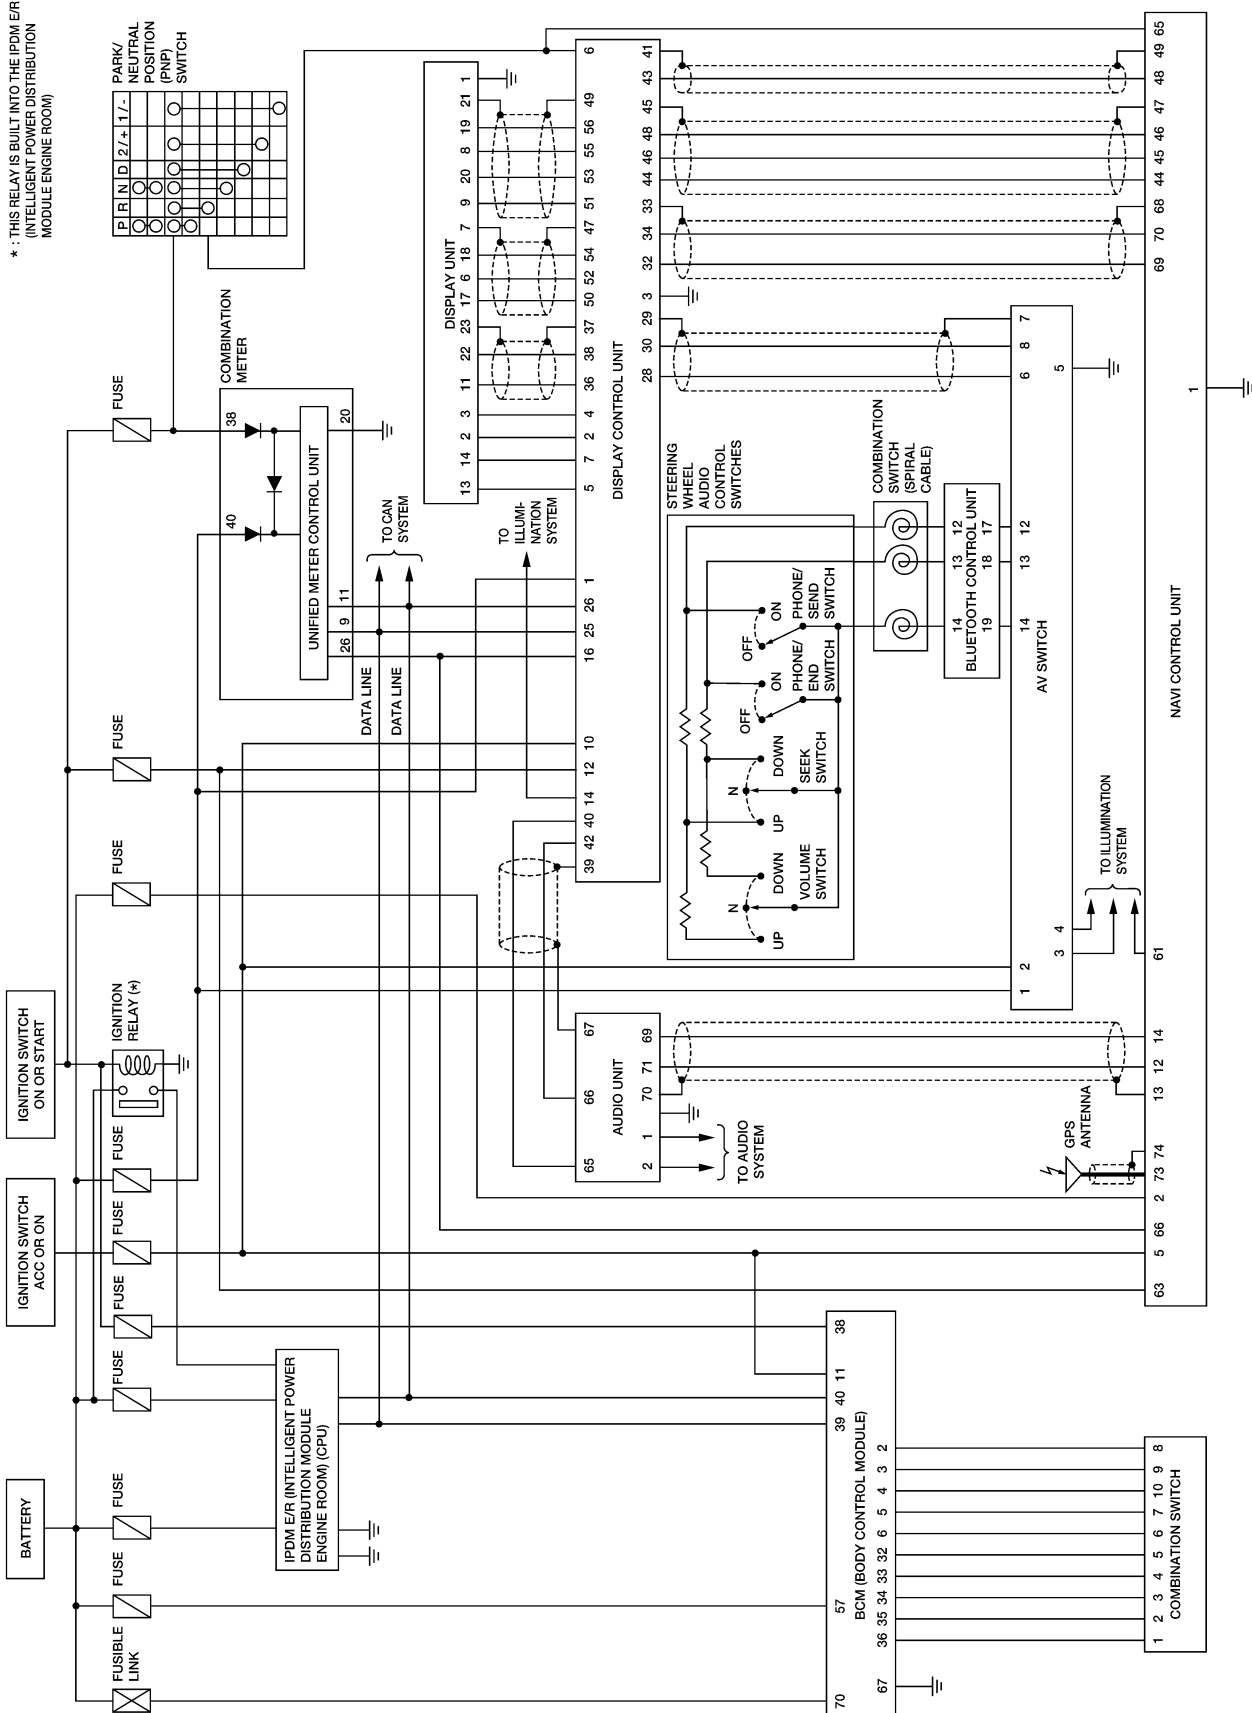 * : THIS RELAY IS BUILT INTO THE IPDM E/R
(INTELLIGENT POWER DISTRIBUTION
MODULE ENGINE ROOM)
PARK/
NEUTRAL
POSITION
(PNP)
SWITCH
P R N D 2/+ 1/-
BATTERY
IGNITION SWITCH
ACC OR ON
IGNITION SWITCH
ON OR START
FUSIBLE
LINK
FUSE
FUSE
FUSE
FUSE
FUSE
FUSE
IGNITION
RELAY (*)
FUSE
FUSE
FUSE
COMBINATION
METER
38
40
UNIFIED METER CONTROL UNIT
20
11
9
26
TO CAN
SYSTEM
DATA LINE
DATA LINE
IPDM E/R (INTELLIGENT POWER
DISTRIBUTION MODULE
ENGINE ROOM) (CPU)
DISPLAY UNIT
13 14 2 3 11 22 23 17 6 18 7 9 20 8 19 21 1
TO
ILLUMI-
NATION
SYSTEM
39 42 40 14 12 10 16 25 26 1 5 7 2 4 36 38 37 50 52 54 47 51 53 55 56 49 6
DISPLAY CONTROL UNIT
28 30 29 3 32 34 33 44 46 48 45 43 41
65 66 67
AUDIO UNIT
2 1 70 71 69
TO AUDIO
SYSTEM
STEERING
WHEEL
AUDIO
CONTROL
SWITCHES
UP
N
DOWN
VOLUME
SWITCH
UP
N
DOWN
SEEK
SWITCH
OFF
ON
PHONE/
END
SWITCH
OFF
ON
PHONE/
SEND
SWITCH
COMBINATION
SWITCH
(SPIRAL
CABLE)
14 13 12
BLUETOOTH CONTROL UNIT
19 18 17
1 2 14 13 12 6 8 7
AV SWITCH
3 4 5
TO ILLUMINATION
SYSTEM
GPS
ANTENNA
63 5 66 2 73 74 13 12 14 61 69 70 68 44 45 46 47 48 49 65
NAVI CONTROL UNIT
1
70 57 39 40 11 38
BCM (BODY CONTROL MODULE)
67 36 35 34 33 32 6 5 4 3 2
1 2 3 4 5 6 7 10 9 8
COMBINATION SWITCH